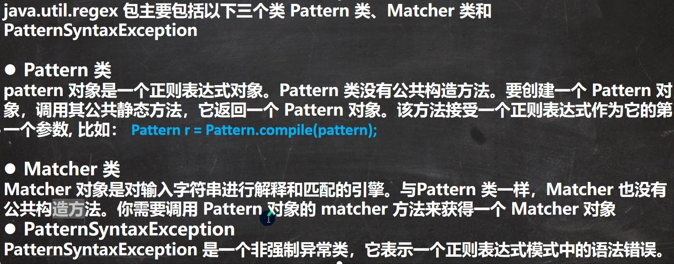 java.util.regex 包主要包括以下三个类 Pattern 类、Matcher 类和
PatternSyntaxException
● Pattern 类
pattern 对象是一个正则表达式对象。Pattern 类没有公共构造方法。要创建一个 Pattern 对
象，调用其公共静态方法，它返回一个 Pattern 对象。该方法接受一个正则表达式作为它的第
一个参数, 比如： Pattern r = Pattern.compile(pattern);
● Matcher 类
Matcher 对象是对输入字符串进行解释和匹配的引擎。与Pattern 类一样，Matcher 也没有
公共构造方法。你需要调用 Pattern 对象的 matcher 方法来获得一个 Matcher 对象
● PatternSyntaxException
PatternSyntaxException 是一个非强制异常类，它表示一个正则表达式模式中的语法错误。